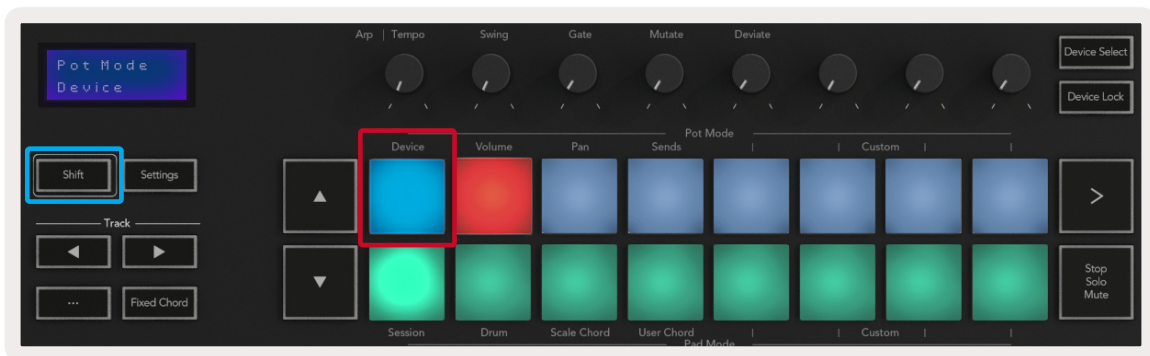 Arp | Tempo Swing Gate Mutate Deviate
Device Select
Pot Mode
Device
Device Lock
Pot Mode
Device Volume Pan Sends | | Custom | |
Shift Settings
▲
>
Track
◀ ▶
▼
Stop
Solo
Mute
... Fixed Chord
Session Drum Scale Chord User Chord | | Custom | |
Pad Mode